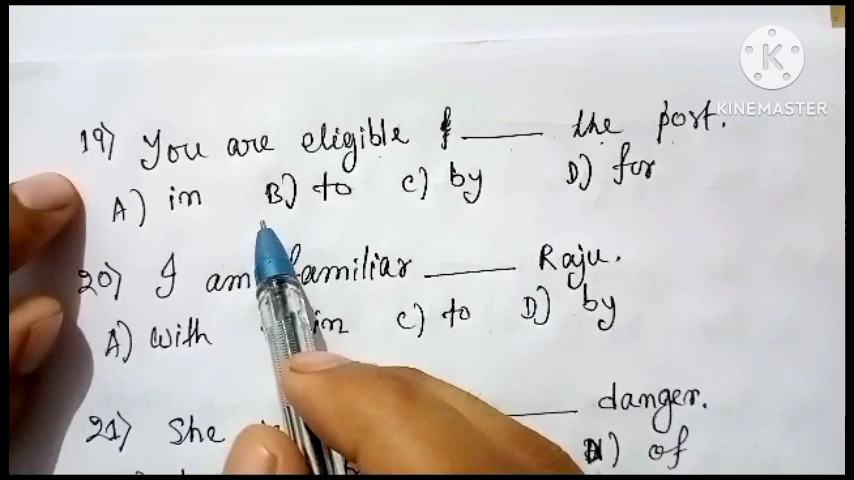 K
KINEMASTER
19) You are eligible ____ the post.
A) in B) to C) by D) for
20) I am familiar ____ Raju.
A) with in C) to D) by
21) She ____ danger.
D) of